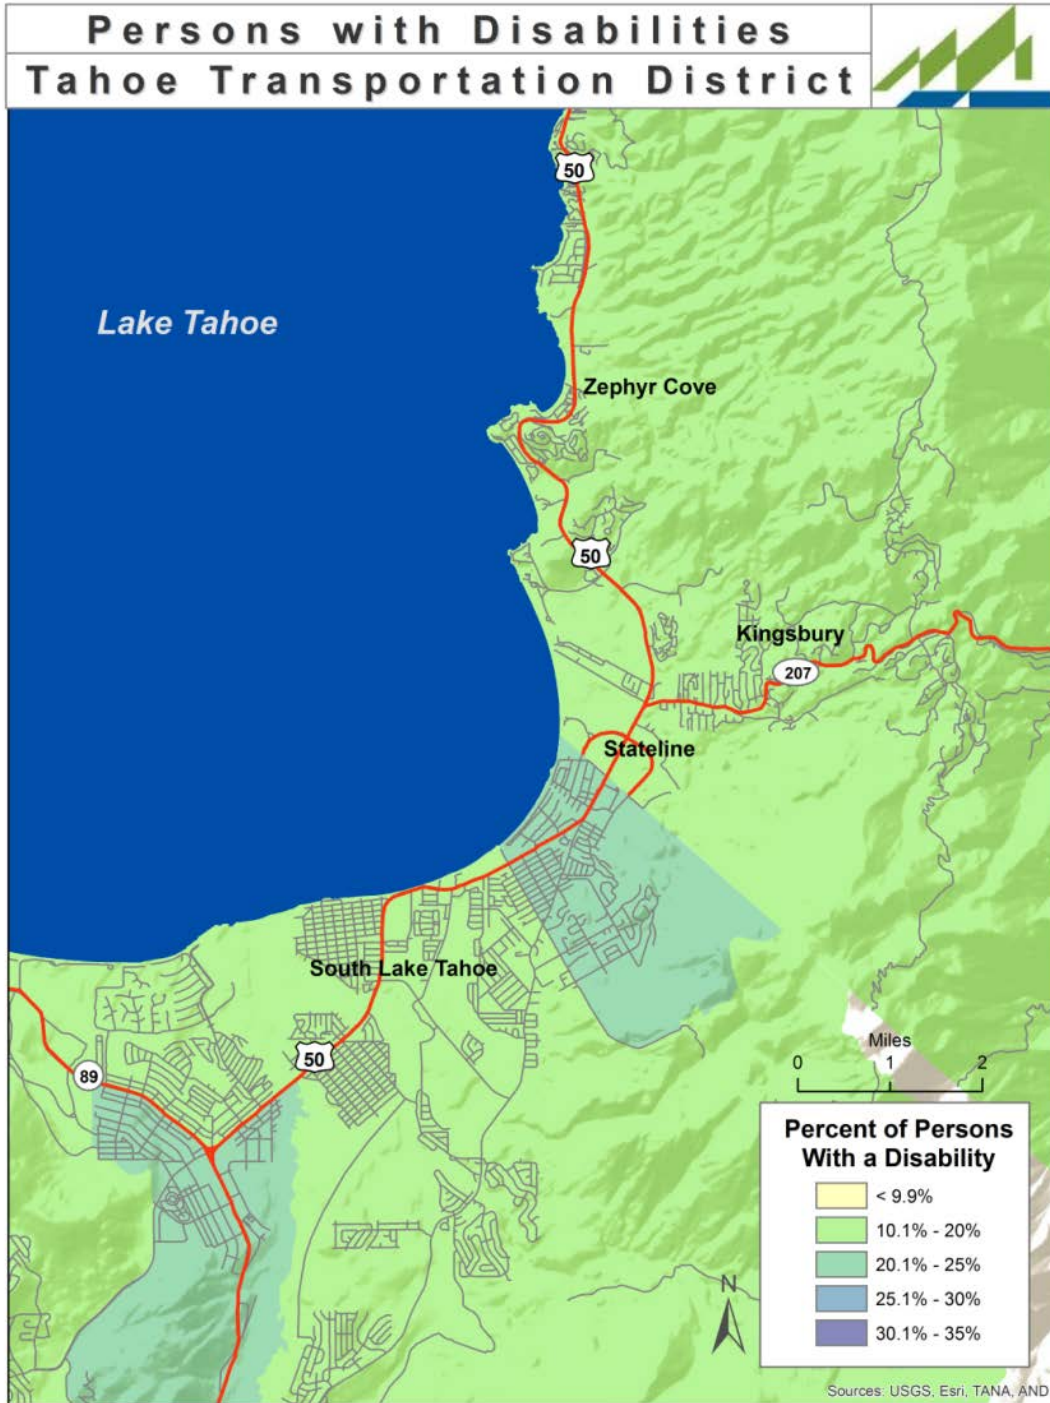 Persons with Disabilities
Tahoe Transportation District
50
Lake Tahoe
Zephyr Cove
50
Kingsbury
207
Stateline
South Lake Tahoe
50
89
Miles
0 1 2
Percent of Persons
With a Disability
< 9.9%
10.1% - 20%
20.1% - 25%
25.1% - 30%
30.1% - 35%
N
Sources: USGS, Esri, TANA, AND